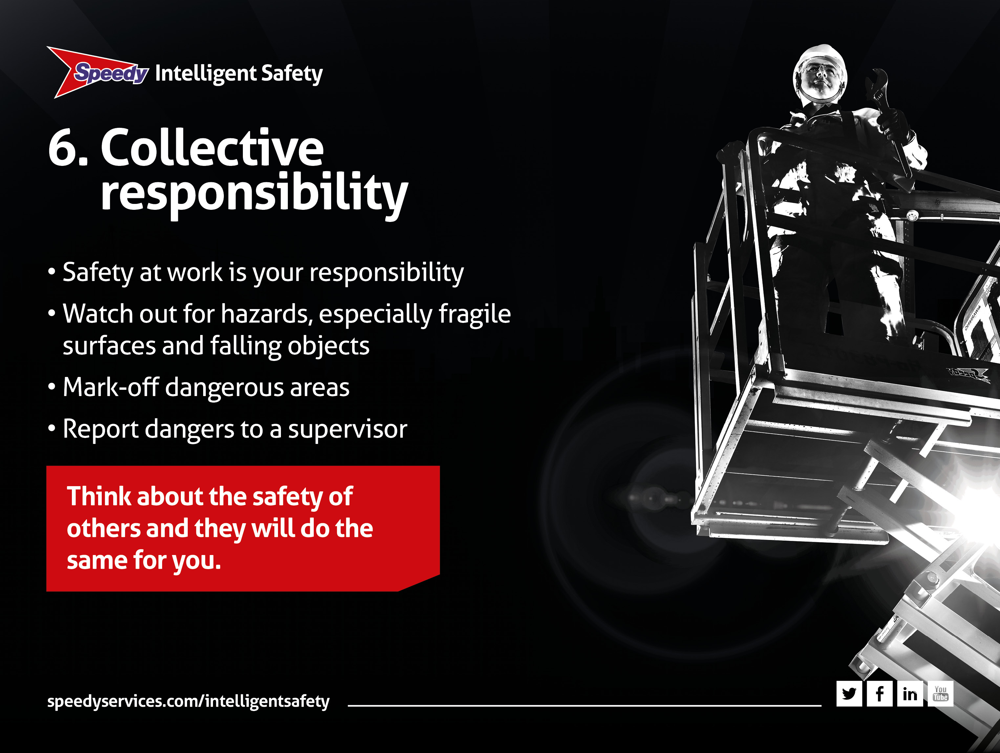 Speedy Intelligent Safety
6. Collective
responsibility
• Safety at work is your responsibility
• Watch out for hazards, especially fragile
surfaces and falling objects
• Mark-off dangerous areas
• Report dangers to a supervisor
Think about the safety of
others and they will do the
same for you.
WARNING
speedyservices.com/intelligentsafety
You
Tube